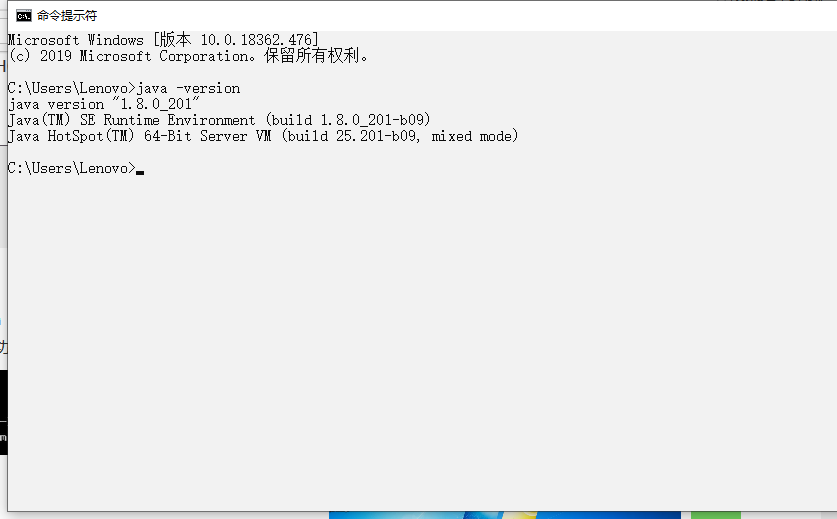 命令提示符
Microsoft Windows [版本 10.0.18362.476]
(c) 2019 Microsoft Corporation。保留所有权利。
C:\Users\Lenovo>java -version
java version "1.8.0_201"
Java(TM) SE Runtime Environment (build 1.8.0_201-b09)
Java HotSpot(TM) 64-Bit Server VM (build 25.201-b09, mixed mode)
C:\Users\Lenovo>